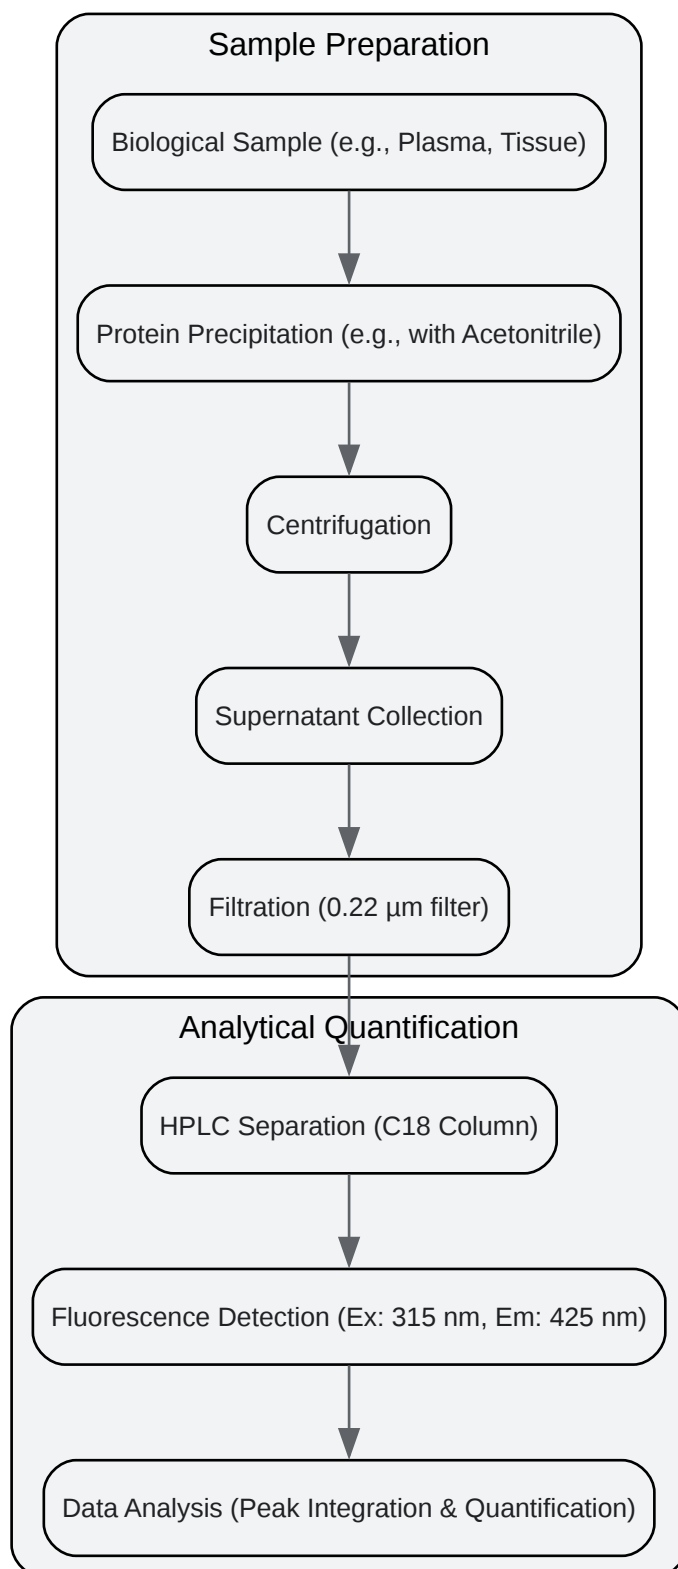 Sample Preparation
Biological Sample (e.g., Plasma, Tissue)
Protein Precipitation (e.g., with Acetonitrile)
Centrifugation
Supernatant Collection
Filtration (0.22 µm filter)
Analytical Quantification
HPLC Separation (C18 Column)
Fluorescence Detection (Ex: 315 nm, Em: 425 nm)
Data Analysis (Peak Integration & Quantification)